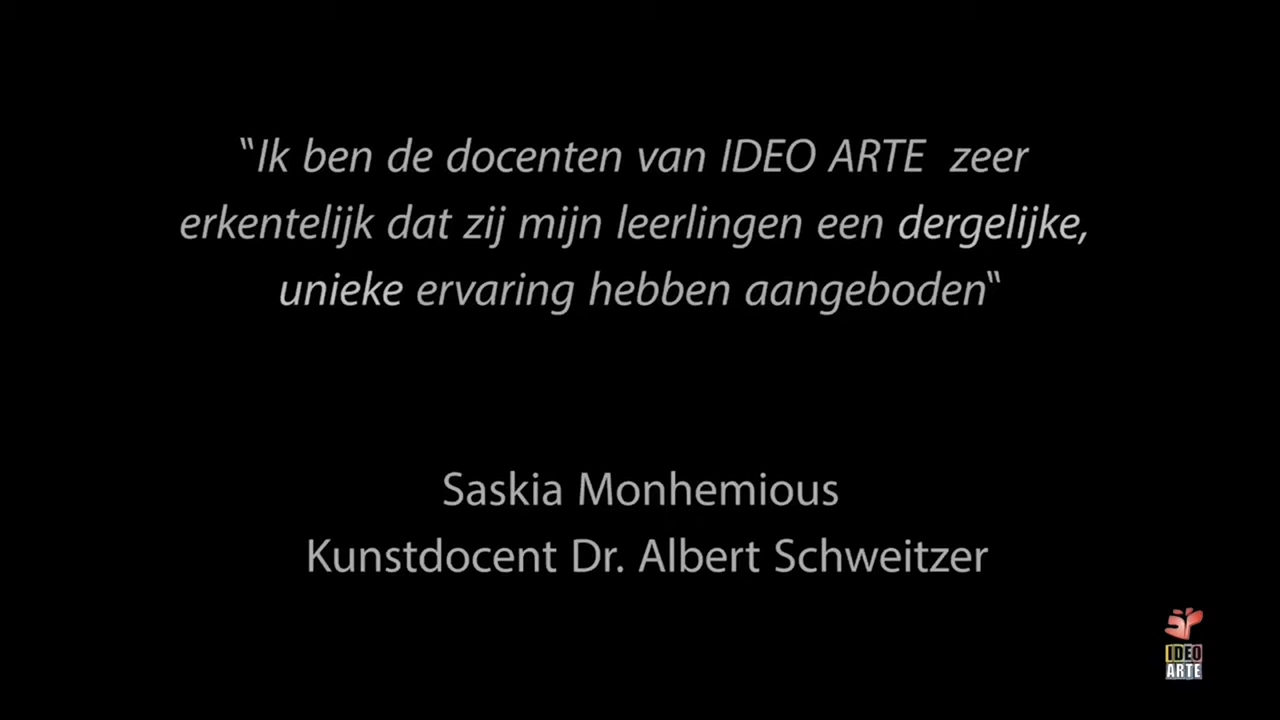 ‟Ik ben de docenten van IDEO ARTE zeer
erkentelijk dat zij mijn leerlingen een dergelijke,
unieke ervaring hebben aangeboden‟
Saskia Monhemious
Kunstdocent Dr. Albert Schweitzer
IDEO
ARTE